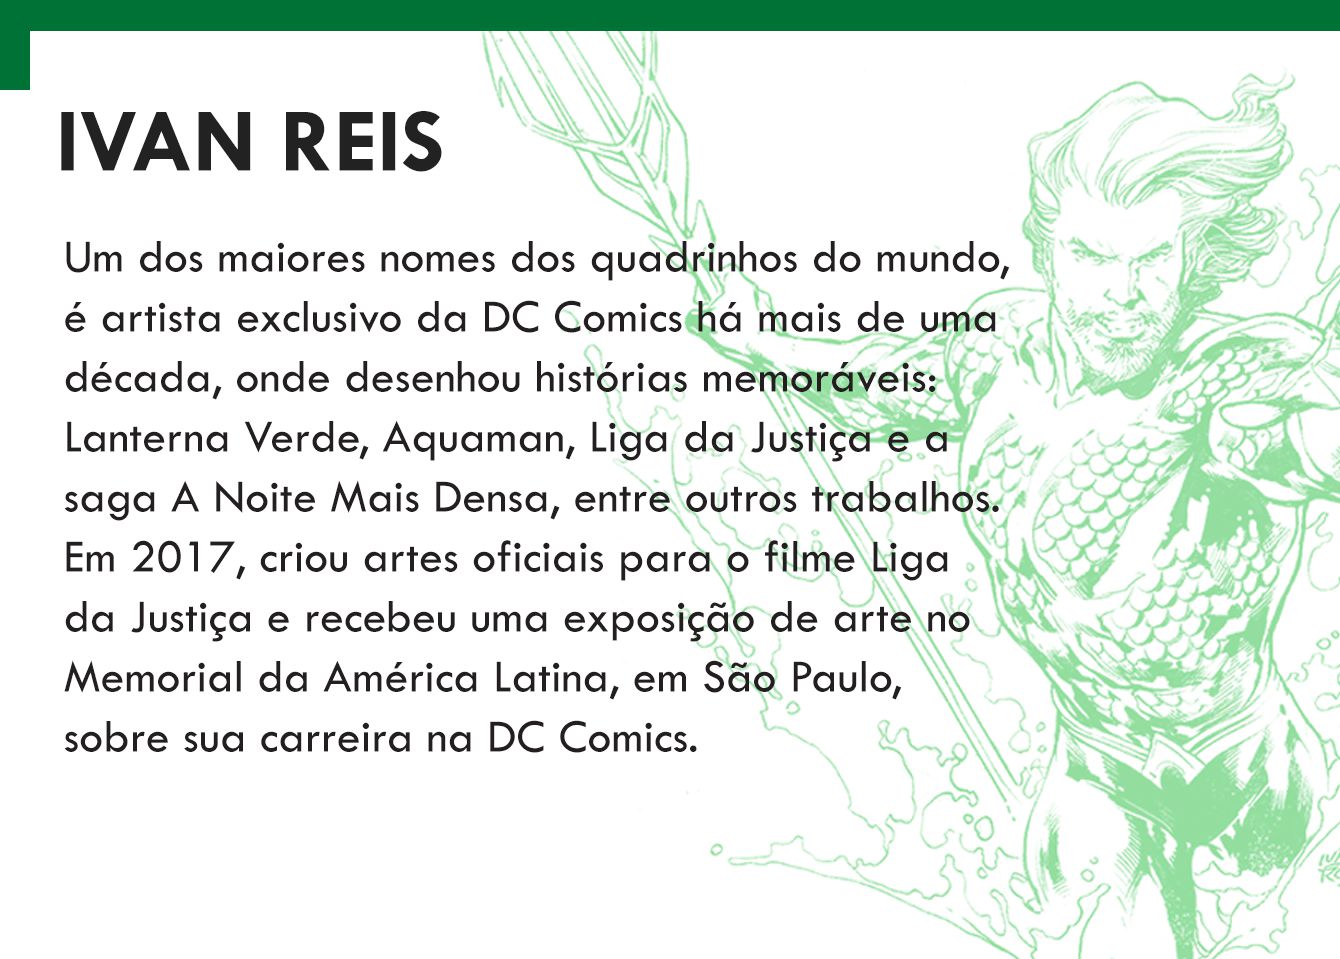 IVAN REIS
Um dos maiores nomes dos quadrinhos do mundo,
é artista exclusivo da DC Comics há mais de uma
década, onde desenhou histórias memoráveis:
Lanterna Verde, Aquaman, Liga da Justiça e a
saga A Noite Mais Densa, entre outros trabalhos.
Em 2017, criou artes oficiais para o filme Liga
da Justiça e recebeu uma exposição de arte no
Memorial da América Latina, em São Paulo,
sobre sua carreira na DC Comics.